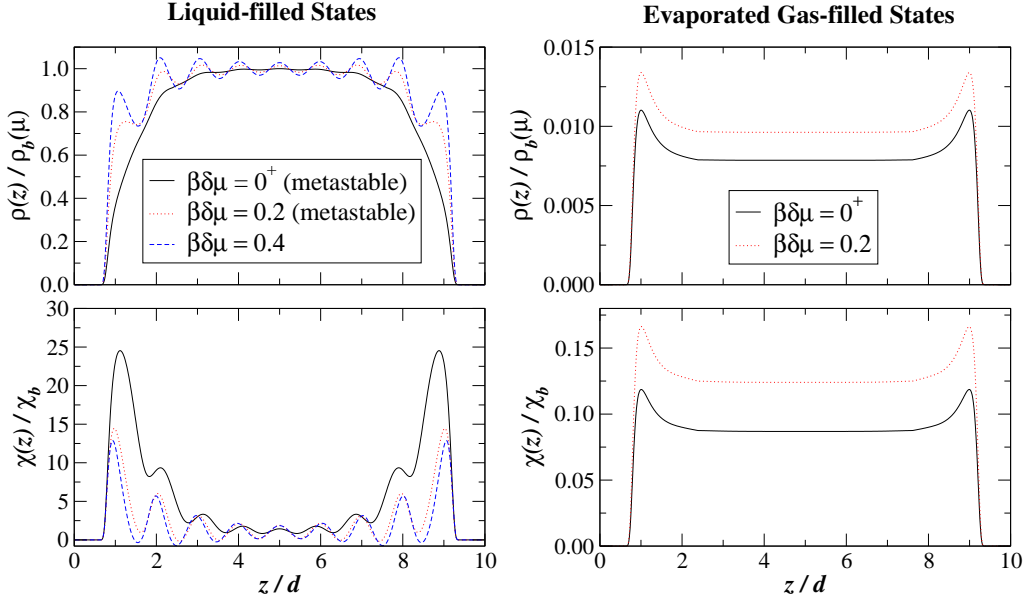 Liquid-filled States
Evaporated Gas-filled States
ρ(z) / ρb(μ)
1.0
0.8
0.6
0.4
0.2
0.0
βδμ = 0⁺ (metastable)
βδμ = 0.2 (metastable)
βδμ = 0.4
ρ(z) / ρb(μ)
0.015
0.010
0.005
0.000
βδμ = 0⁺
βδμ = 0.2
χ(z) / χb
30
25
20
15
10
5
0
0 2 4 6 8 10
z / d
χ(z) / χb
0.15
0.10
0.05
0.00
0 2 4 6 8 10
z / d